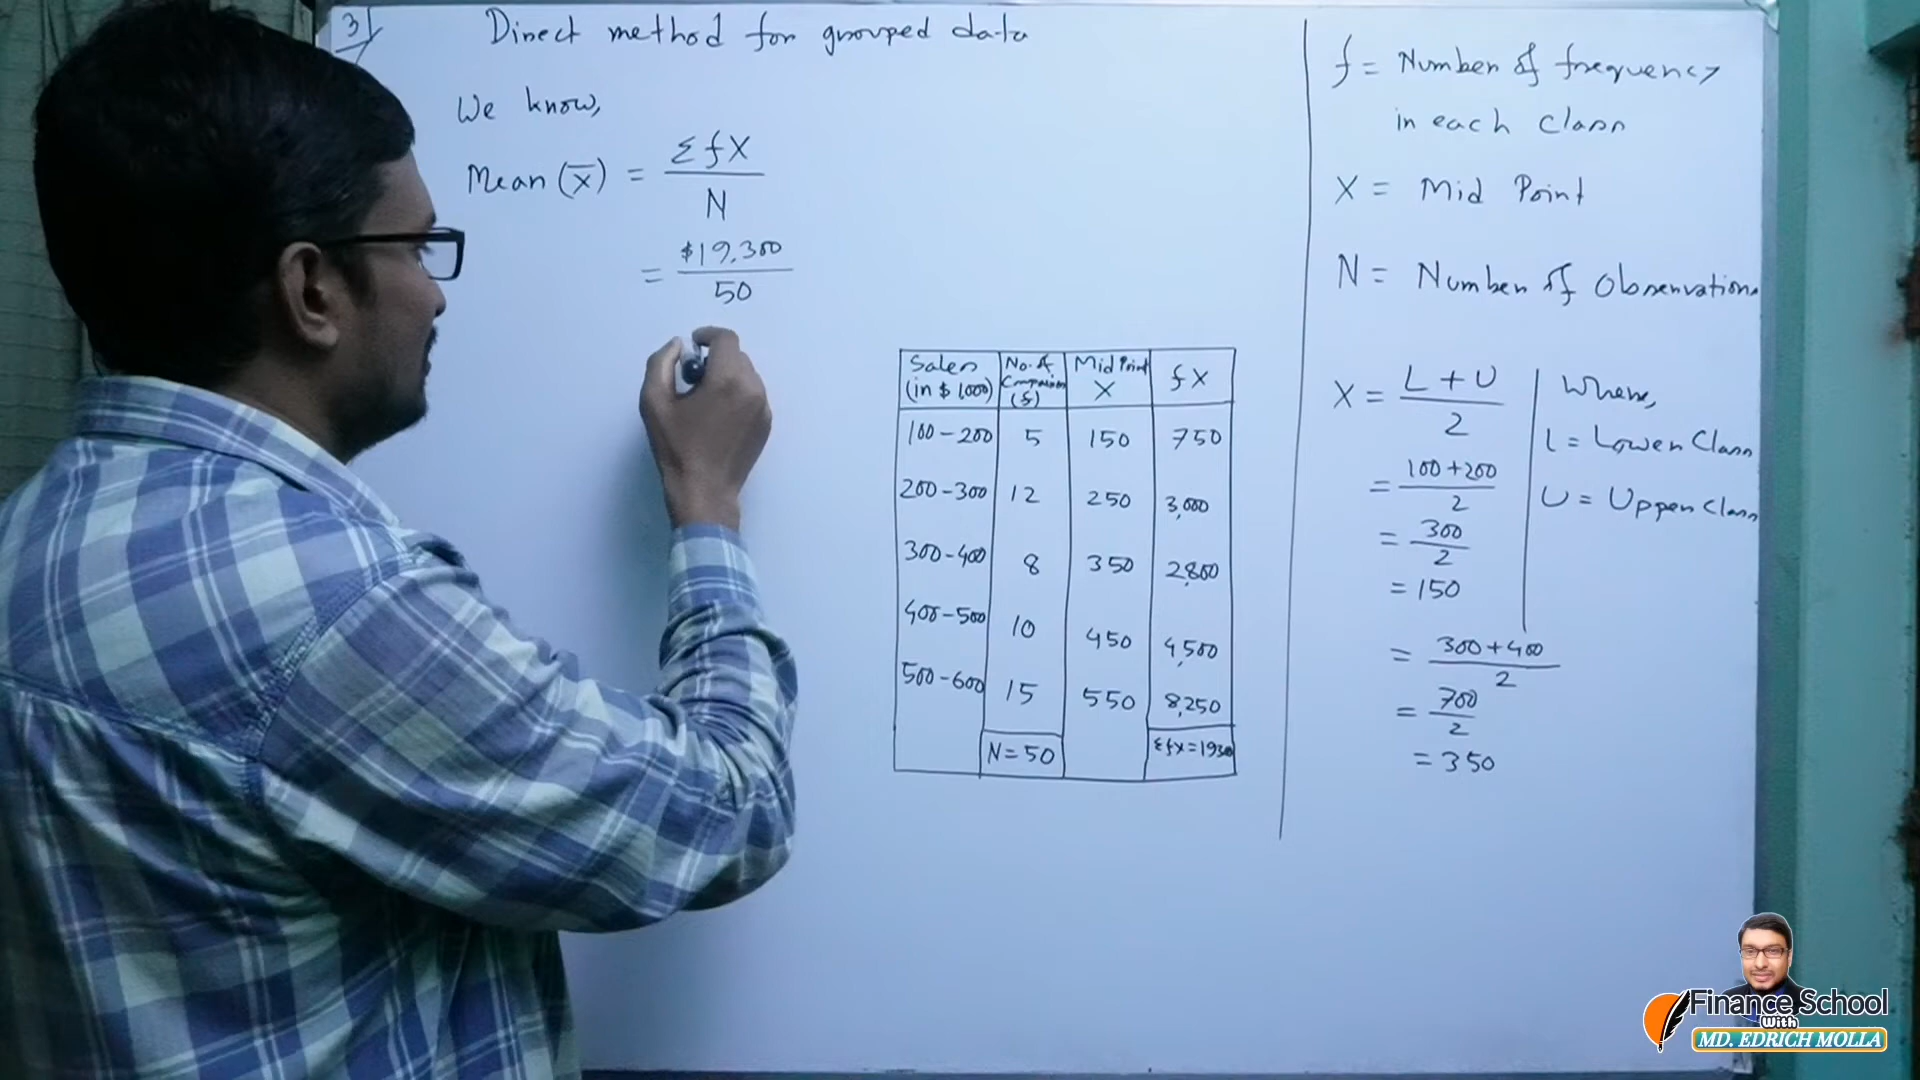 3
Direct method for grouped data
We know,
Mean (x̄) = ΣfX / N
= $19,300 / 50
Sales (in $ 1,000) | No. of Companies (f) | Mid Point X | fX
100-200 | 5 | 150 | 750
200-300 | 12 | 250 | 3,000
300-400 | 8 | 350 | 2,800
400-500 | 10 | 450 | 4,500
500-600 | 15 | 550 | 8,250
N = 50 | Σfx = 1930
f = Number of frequency
in each class
X = Mid Point
N = Number of Observations
X = L + U / 2
= 100 + 200 / 2
= 300 / 2
= 150
= 300 + 400 / 2
= 700 / 2
= 350
Where,
L = Lower Class
U = Upper Class
Finance School
With
MD. EDRICH MOLLA